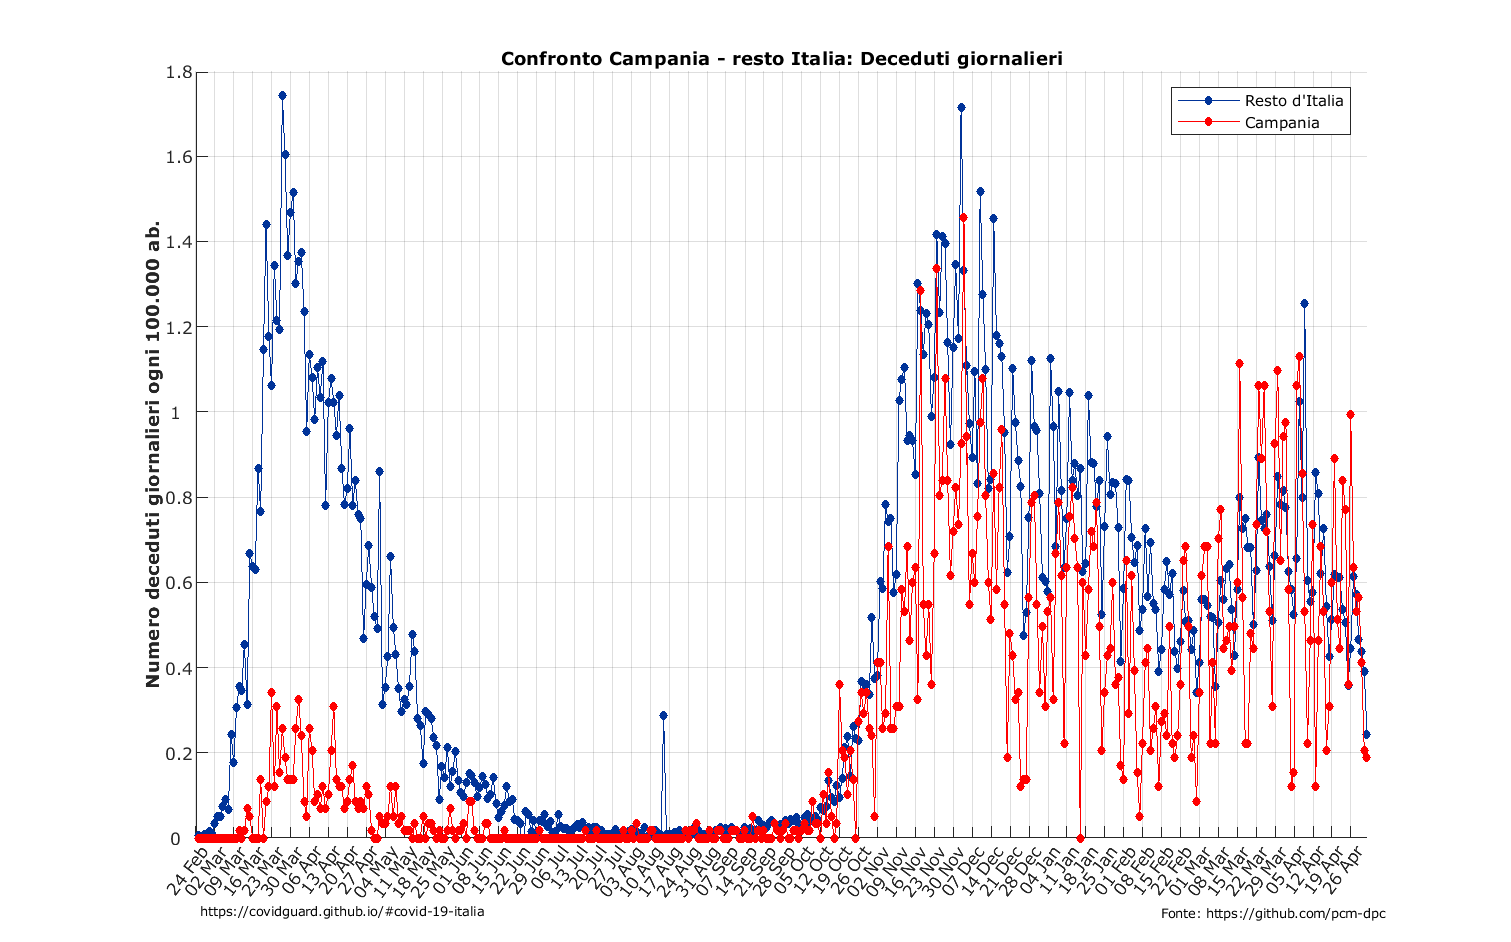 Confronto Campania - resto Italia: Deceduti giornalieri
Numero deceduti giornalieri ogni 100.000 ab.
1.8
1.6
1.4
1.2
1
0.8
0.6
0.4
0.2
0
Resto d'Italia
Campania
24 Feb
02 Mar
09 Mar
16 Mar
23 Mar
30 Mar
06 Apr
13 Apr
20 Apr
27 Apr
04 May
11 May
18 May
25 May
01 Jun
08 Jun
15 Jun
22 Jun
29 Jun
06 Jul
13 Jul
20 Jul
27 Jul
03 Aug
10 Aug
17 Aug
24 Aug
31 Aug
07 Sep
14 Sep
21 Sep
28 Sep
05 Oct
12 Oct
19 Oct
26 Oct
02 Nov
09 Nov
16 Nov
23 Nov
30 Nov
07 Dec
14 Dec
21 Dec
28 Dec
04 Jan
11 Jan
18 Jan
25 Jan
01 Feb
08 Feb
15 Feb
22 Feb
01 Mar
08 Mar
15 Mar
22 Mar
29 Mar
05 Apr
12 Apr
19 Apr
26 Apr
https://covidguard.github.io/#covid-19-italia
Fonte: https://github.com/pcm-dpc